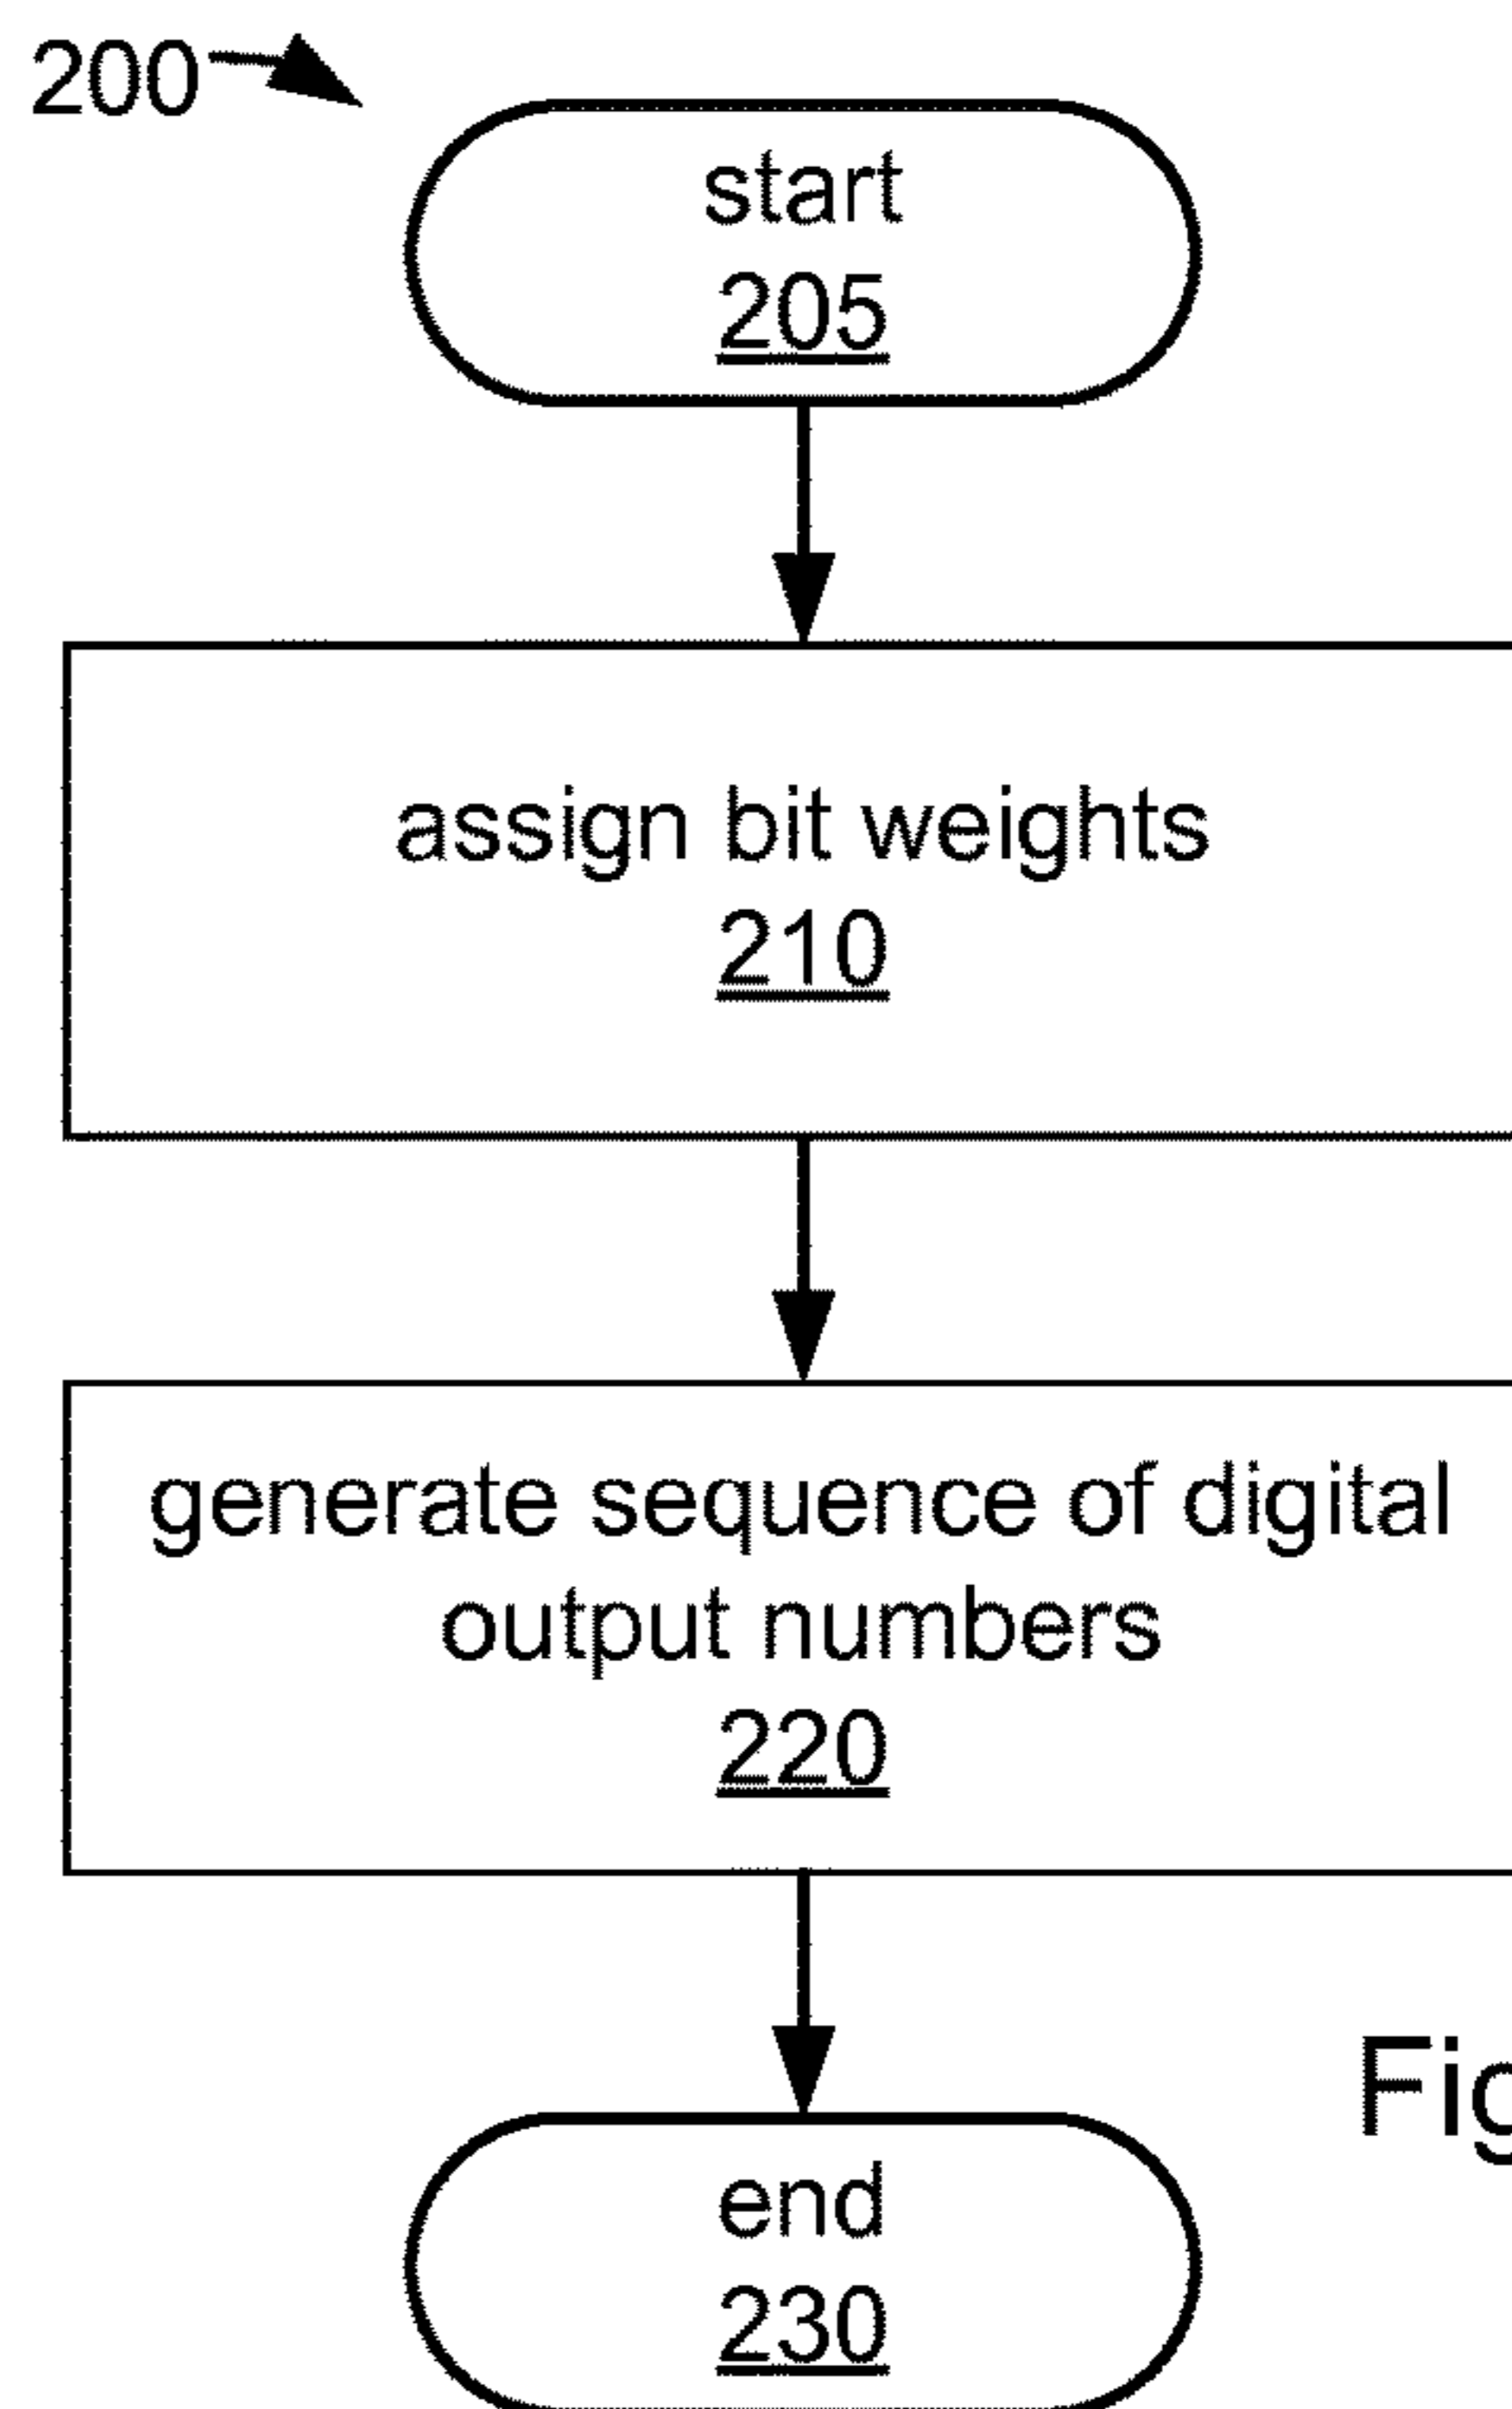 200
start
205
assign bit weights
210
generate sequence of digital
output numbers
220
Fig
end
230